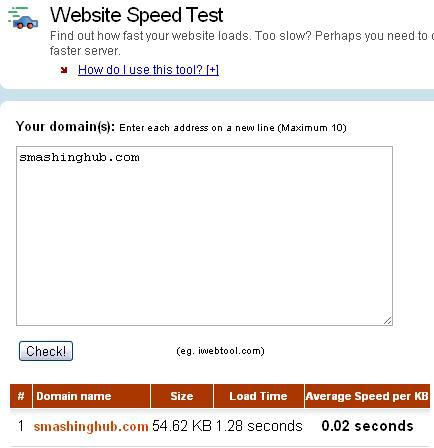 Website Speed Test
Find out how fast your website loads. Too slow? Perhaps you need to
faster server.
How do I use this tool? [+]
Your domain(s): Enter each address on a new line (Maximum 10)
smashinghub.com
Check!
(eg. iwebtool.com)
# Domain name Size Load Time Average Speed per KB
1 smashinghub.com 54.62 KB 1.28 seconds 0.02 seconds